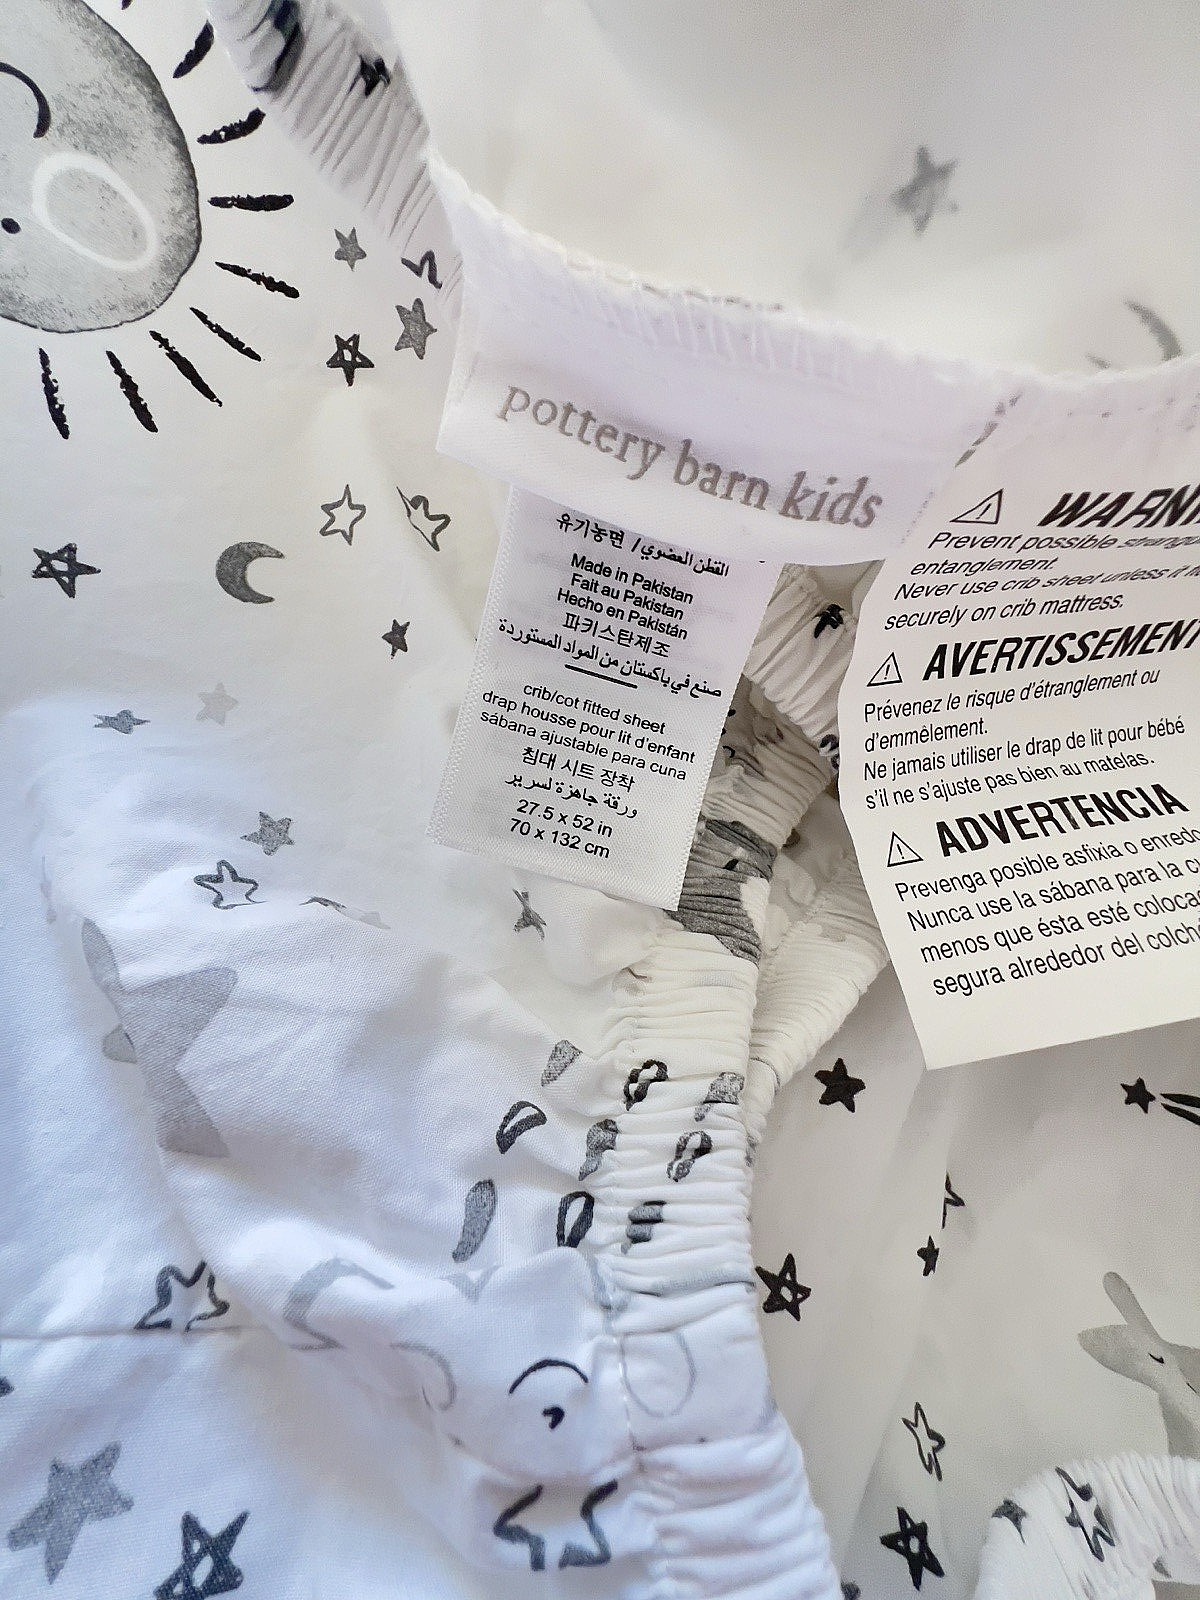 pottery barn kids
유기농면 / القطن العضوي
Made in Pakistan
Fait au Pakistan
Hecho en Pakistán
파키스탄제조
صنع في باكستان من المواد المستوردة
crib/cot fitted sheet
drap housse pour lit d'enfant
sábana ajustable para cuna
침대 시트 장착
ورقة جاهزة لسرير
27.5 x 52 in
70 x 132 cm
Prevent possible
entanglement.
Never use crib sheet unless it
securely on crib mattress.
AVERTISSEMENT
Prévenez le risque d'étranglement ou
d'emmêlement.
Ne jamais utiliser le drap de lit pour bébé
s'il ne s'ajuste pas bien au matelas.
ADVERTENCIA
Prevenga posible asfixia o
Nunca use la sábana para la
menos que ésta esté
segura alrededor del